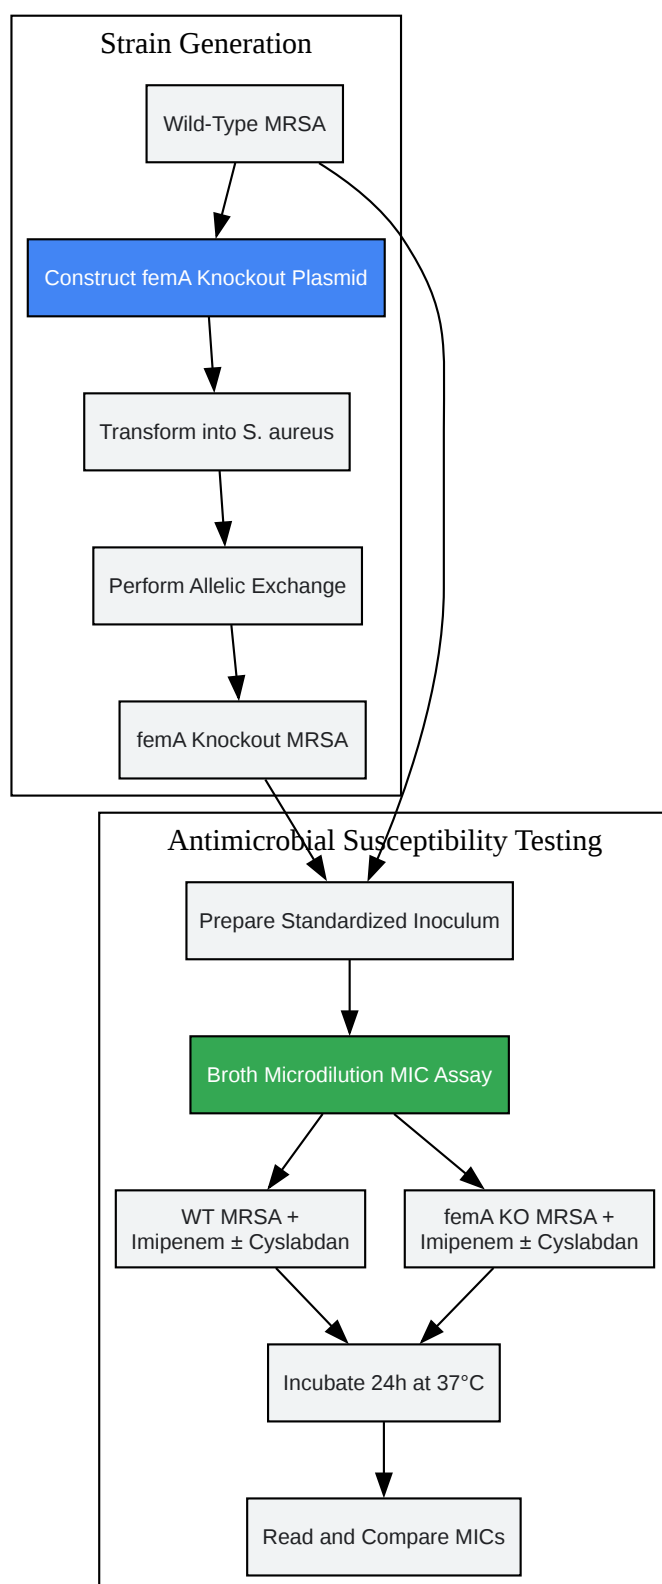 Strain Generation
Wild-Type MRSA
Construct femA Knockout Plasmid
Transform into S. aureus
Perform Allelic Exchange
femA Knockout MRSA
Antimicrobial Susceptibility Testing
Prepare Standardized Inoculum
Broth Microdilution MIC Assay
WT MRSA +
Imipenem ± Cyslabdan
femA KO MRSA +
Imipenem ± Cyslabdan
Incubate 24h at 37°C
Read and Compare MICs